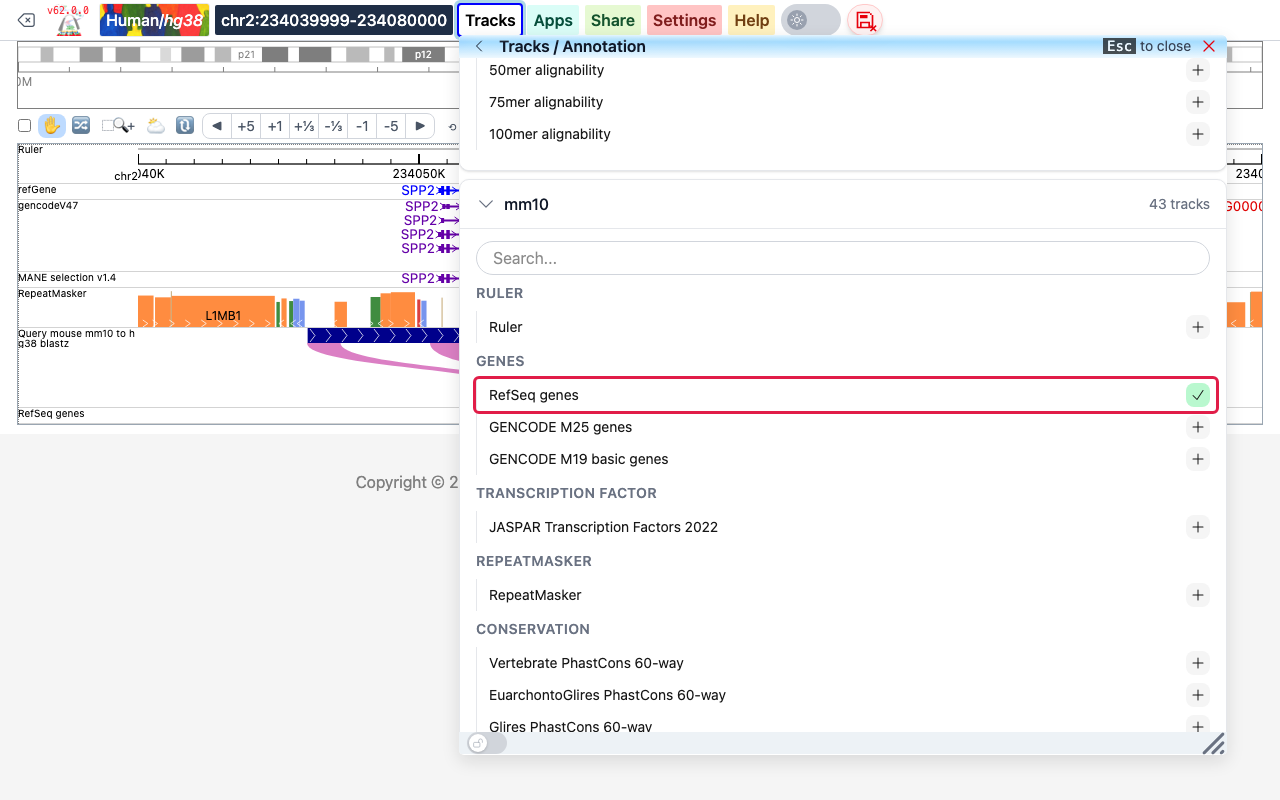 v62.0.0
Human/hg38
chr2:234039999-234080000
Tracks
Apps
Share
Settings
Help
Tracks / Annotation
Esc to close
p21
p12
0M
+5
+1
+⅓
-⅓
-1
-5
50mer alignability
75mer alignability
100mer alignability
Ruler
chr2
040K
234050K
2340
refGene
SPP2
gencodeV47
SPP2
SPP2
SPP2
SPP2
G0000
MANE selection v1.4
SPP2
RepeatMasker
L1MB1
Query mouse mm10 to h
g38 blastz
RefSeq genes
mm10
43 tracks
Search...
RULER
Ruler
GENES
RefSeq genes
GENCODE M25 genes
GENCODE M19 basic genes
TRANSCRIPTION FACTOR
JASPAR Transcription Factors 2022
REPEATMASKER
RepeatMasker
CONSERVATION
Vertebrate PhastCons 60-way
EuarchontoGlires PhastCons 60-way
Glires PhastCons 60-way
Copyright © 2